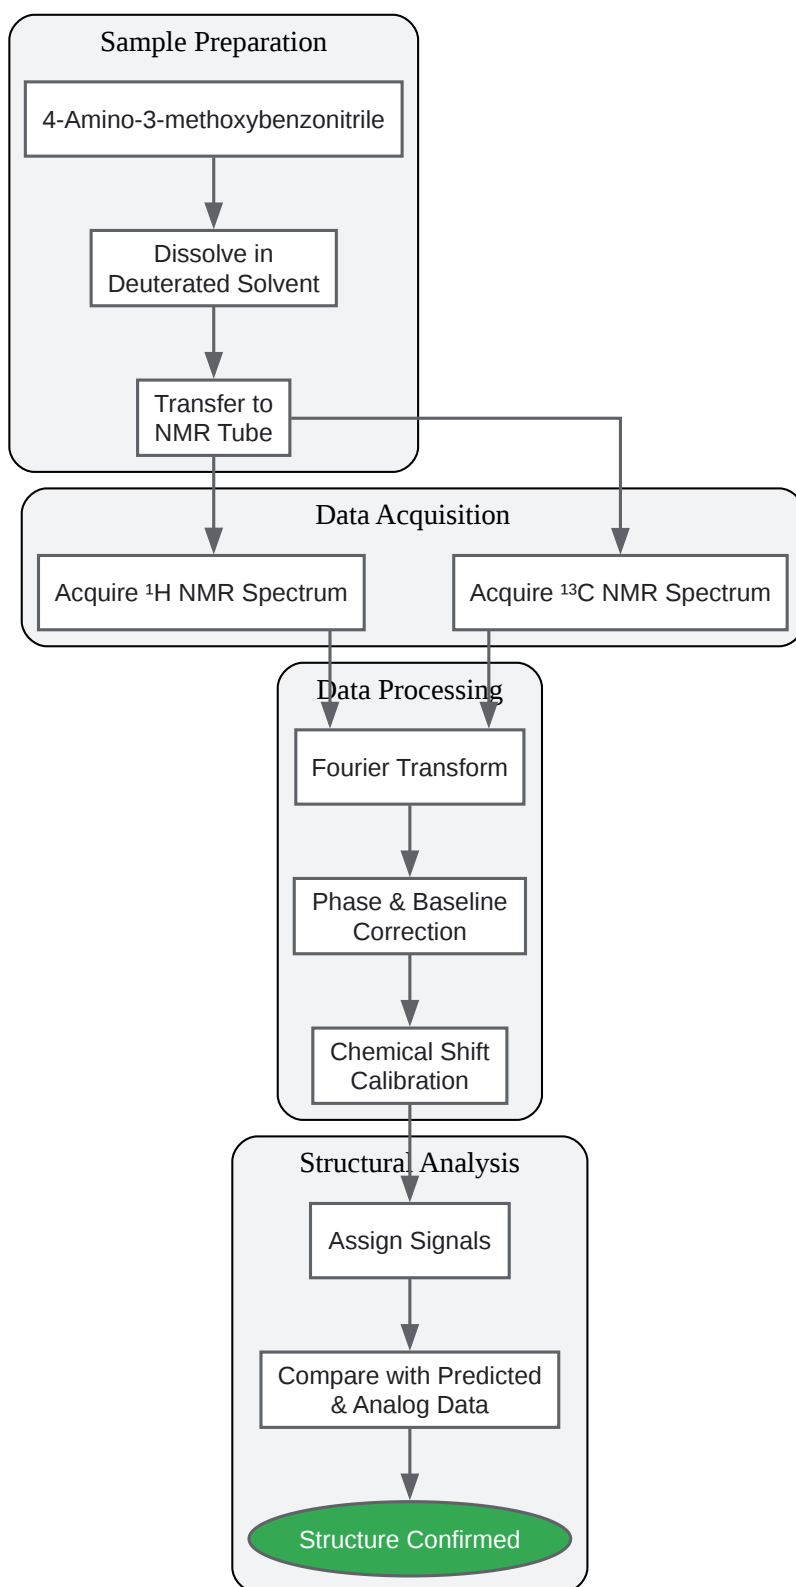 Sample Preparation
4-Amino-3-methoxybenzonitrile
Dissolve in
Deuterated Solvent
Transfer to
NMR Tube
Data Acquisition
Acquire ¹H NMR Spectrum
Acquire ¹³C NMR Spectrum
Data Processing
Fourier Transform
Phase & Baseline
Correction
Chemical Shift
Calibration
Structural Analysis
Assign Signals
Compare with Predicted
& Analog Data
Structure Confirmed